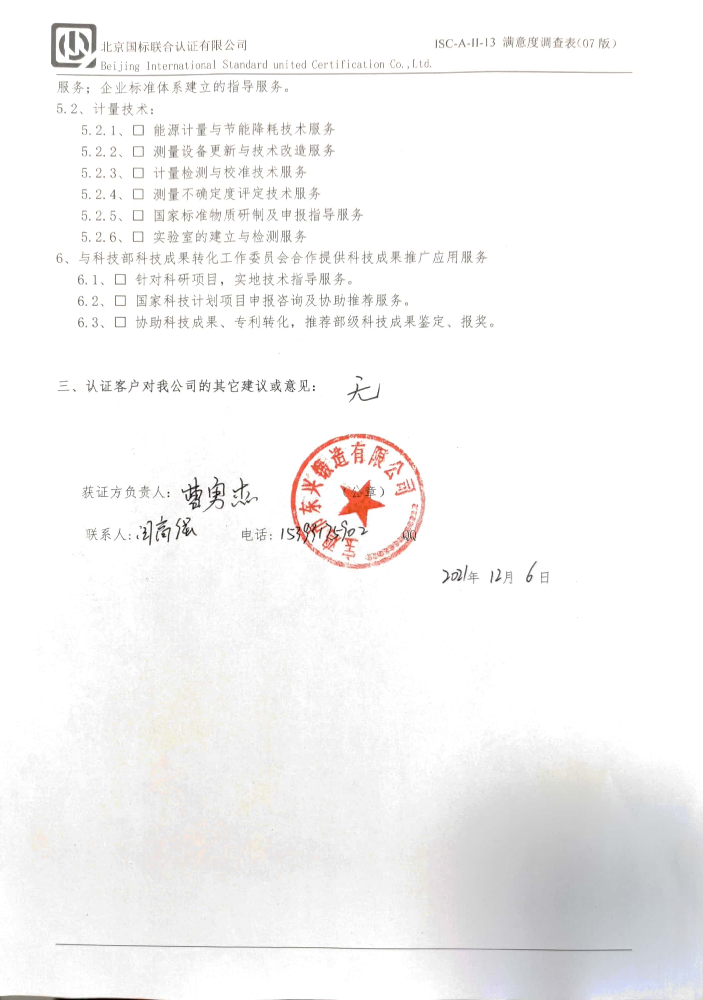 北京国标联合认证有限公司 ISC-A-II-13 满意度调查表(07 版)
Beijing International Standard united Certification Co.,Ltd.
服务；企业标准体系建立的指导服务。
5.2、计量技术：
5.2.1、□ 能源计量与节能降耗技术服务
5.2.2、□ 测量设备更新与技术改造服务
5.2.3、□ 计量检测与校准技术服务
5.2.4、□ 测量不确定度评定技术服务
5.2.5、□ 国家标准物质研制及申报指导服务
5.2.6、□ 实验室的建立与检测服务
6、与科技部科技成果转化工作委员会合作提供科技成果推广应用服务
6.1、□ 针对科研项目，实地技术指导服务。
6.2、□ 国家科技计划项目申报咨询及协助推荐服务。
6.3、□ 协助科技成果、专利转化，推荐部级科技成果鉴定、报奖。
三、认证客户对我公司的其它建议或意见： 无
东兴锻造有限公司
获证方负责人：曹勇杰 （公章）
联系人：闫高强 电话： QQ
2021年 12月 6日